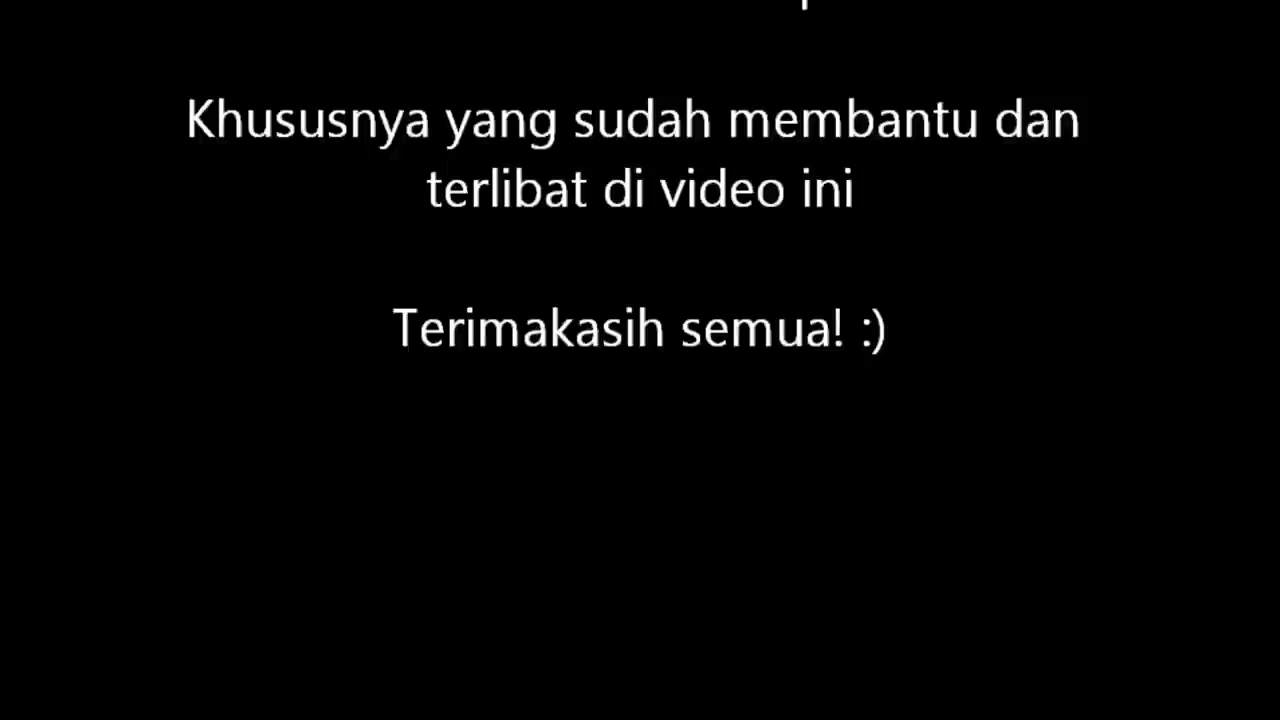 Khususnya yang sudah membantu dan
terlibat di video ini
Terimakasih semua! :)